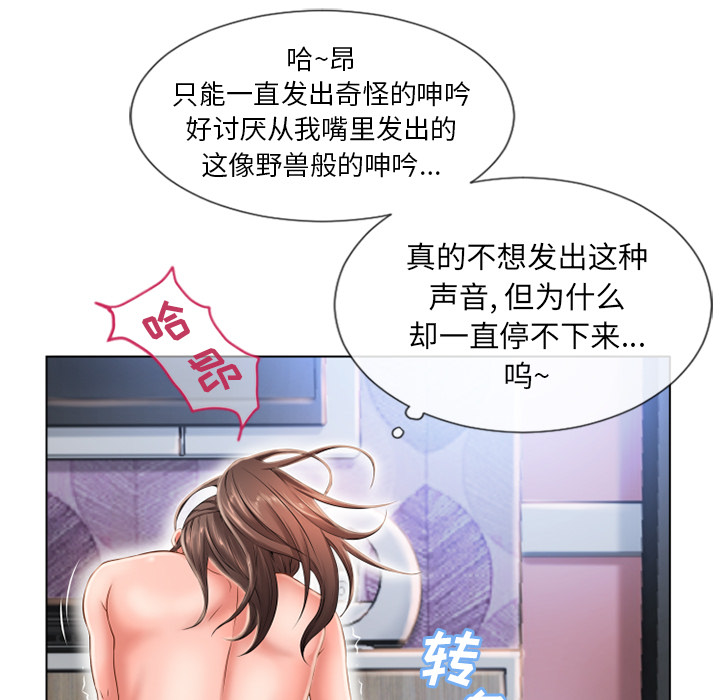 哈~昂
只能一直发出奇怪的呻吟
好讨厌从我嘴里发出的
这像野兽般的呻吟...
真的不想发出这种
声音, 但为什么
却一直停不下来...
呜~
哈
昂
转